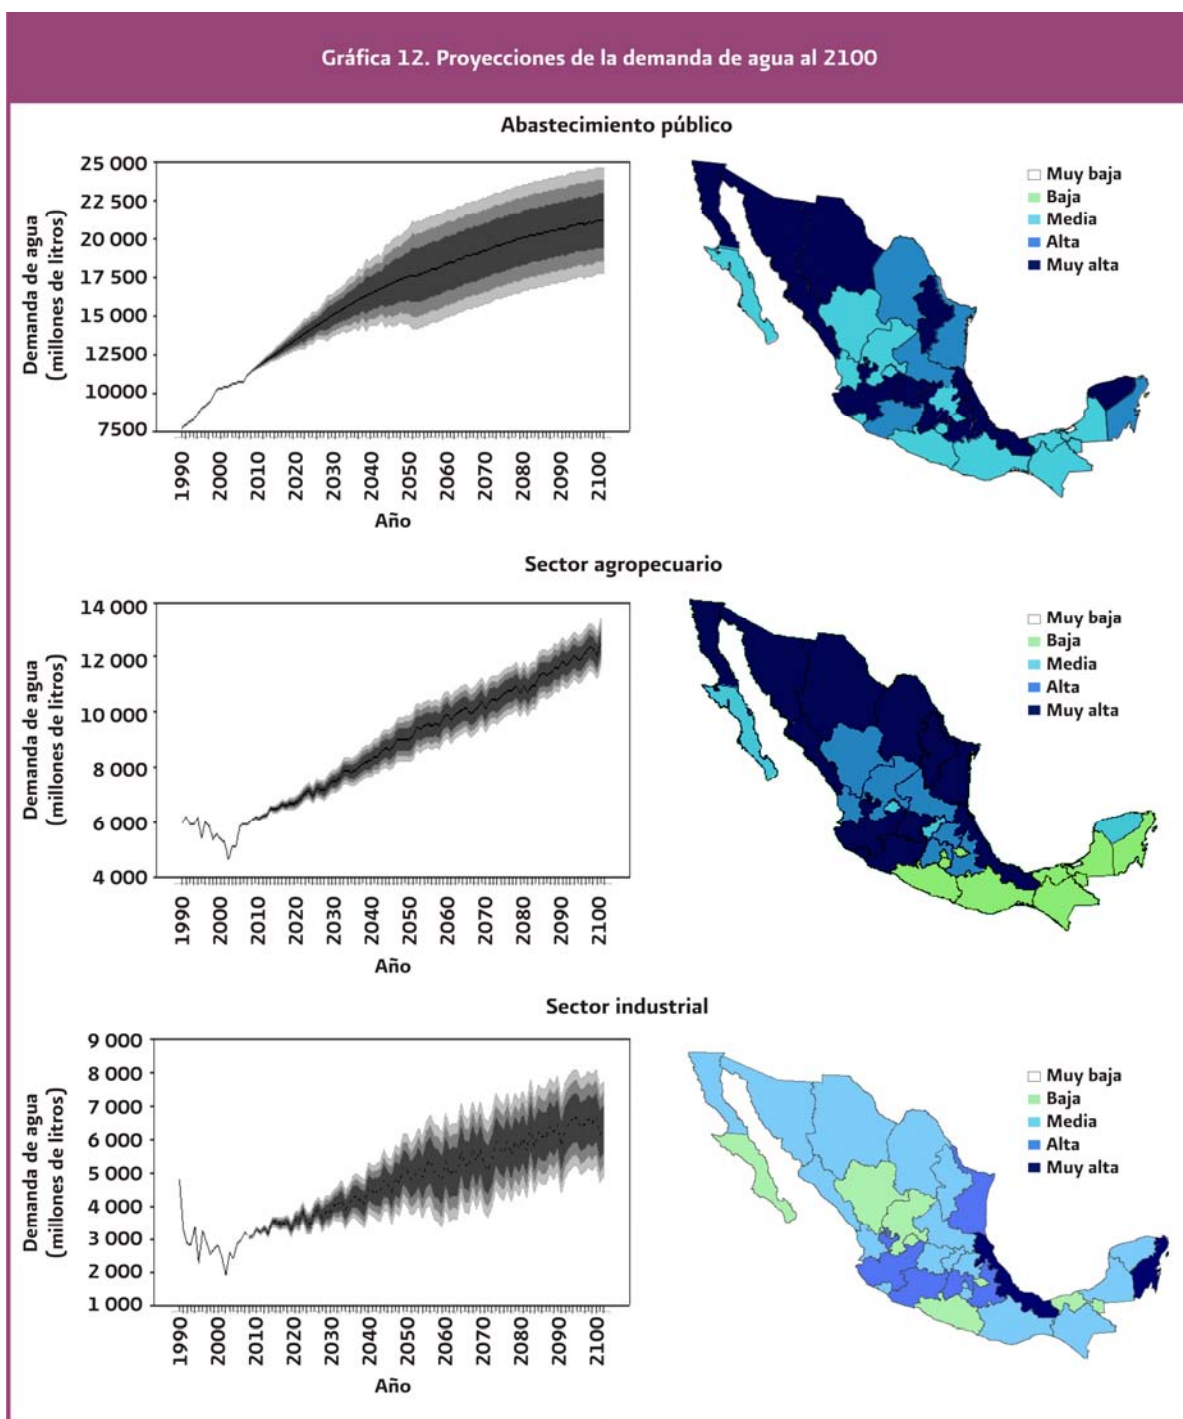 Gráfica 12. Proyecciones de la demanda de agua al 2100
Abastecimiento público
Demanda de agua
(millones de litros)
25 000
22 500
20 000
17 500
15 000
12500
10000
7500
1990
2000
2010
2020
2030
2040
2050
2060
2070
2080
2090
2100
Año
Muy baja
Baja
Media
Alta
Muy alta
Sector agropecuario
Demanda de agua
(millones de litros)
14 000
12 000
10 000
8 000
6 000
4 000
1990
2000
2010
2020
2030
2040
2050
2060
2070
2080
2090
2100
Año
Muy baja
Baja
Media
Alta
Muy alta
Sector industrial
Demanda de agua
(millones de litros)
9 000
8 000
7 000
6 000
5 000
4 000
3 000
2 000
1 000
1990
2000
2010
2020
2030
2040
2050
2060
2070
2080
2090
2100
Año
Muy baja
Baja
Media
Alta
Muy alta